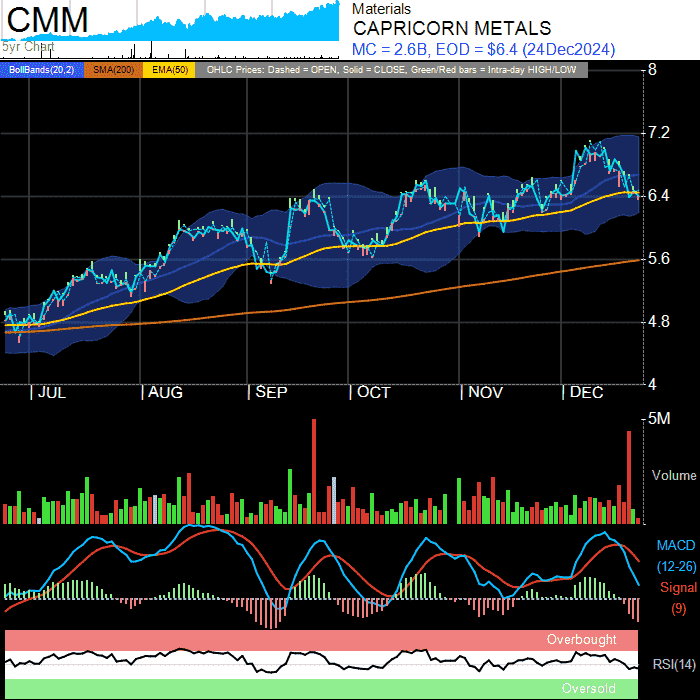 CMM
5yr Chart
Materials
CAPRICORN METALS
MC = 2.6B, EOD = $6.4 (24Dec2024)
BollBands(20,2) SMA(200) EMA(50) OHLC Prices: Dashed = OPEN, Solid = CLOSE, Green/Red bars = Intra-day HIGH/LOW
8
7.2
6.4
5.6
4.8
4
| JUL | AUG | SEP | OCT | NOV | DEC
5M
Volume
MACD
(12-26)
Signal
(9)
Overbought
RSI(14)
Oversold